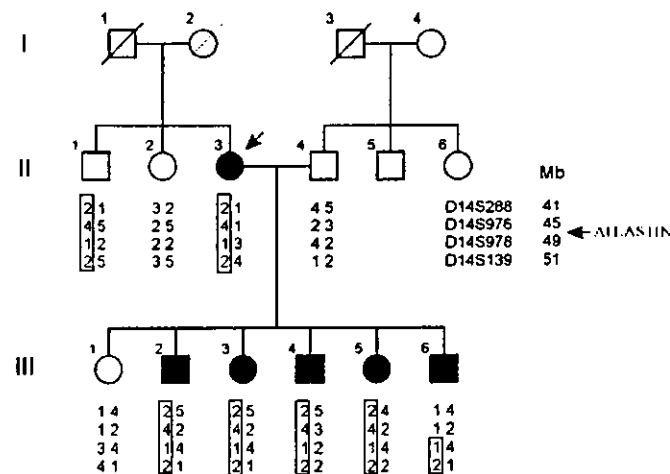 I 1 2 3 4
II 1 2 3 4 5 6 Mb
2 1 3 2 2 1 4 5 D14S288 41
4 5 2 5 4 1 2 3 D14S976 45
ATLASTIN
1 2 2 2 1 3 4 2 D14S978 49
2 5 3 5 2 4 1 2 D14S139 51
III 1 2 3 4 5 6
1 4 2 5 2 5 2 5 2 4 1 4
1 2 4 2 4 2 4 3 4 2 1 2
3 4 1 4 1 4 1 2 1 4 1 4
4 1 2 1 2 1 2 2 2 2 2 1